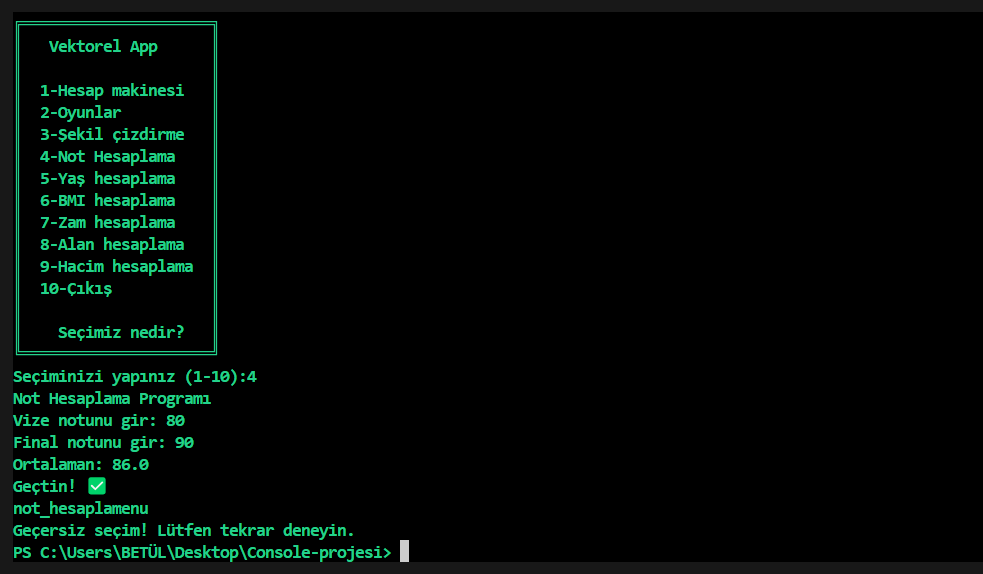 Vektorel App
1-Hesap makinesi
2-Oyunlar
3-Şekil çizdirme
4-Not Hesaplama
5-Yaş hesaplama
6-BMI hesaplama
7-Zam hesaplama
8-Alan hesaplama
9-Hacim hesaplama
10-Çıkış
Seçimiz nedir?
Seçiminizi yapınız (1-10):4
Not Hesaplama Programı
Vize notunu gir: 80
Final notunu gir: 90
Ortalaman: 86.0
Geçtin! ✅
not_hesaplamenu
Geçersiz seçim! Lütfen tekrar deneyin.
PS C:\Users\BETÜL\Desktop\Console-projesi>